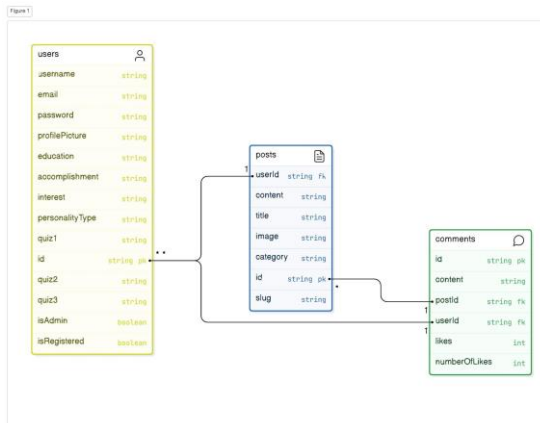 Figure 1
users
username string
email string
password string
profilePicture string
education string
accomplishment string
interest string
personalityType string
quiz1 string
id string pk
quiz2 string
quiz3 string
isAdmin boolean
isRegistered boolean
posts
1
userId string fk
content string
title string
image string
category string
id string pk
slug string
comments
id string pk
content string
postId string fk
1
userId string fk
1
likes int
numberOfLikes int